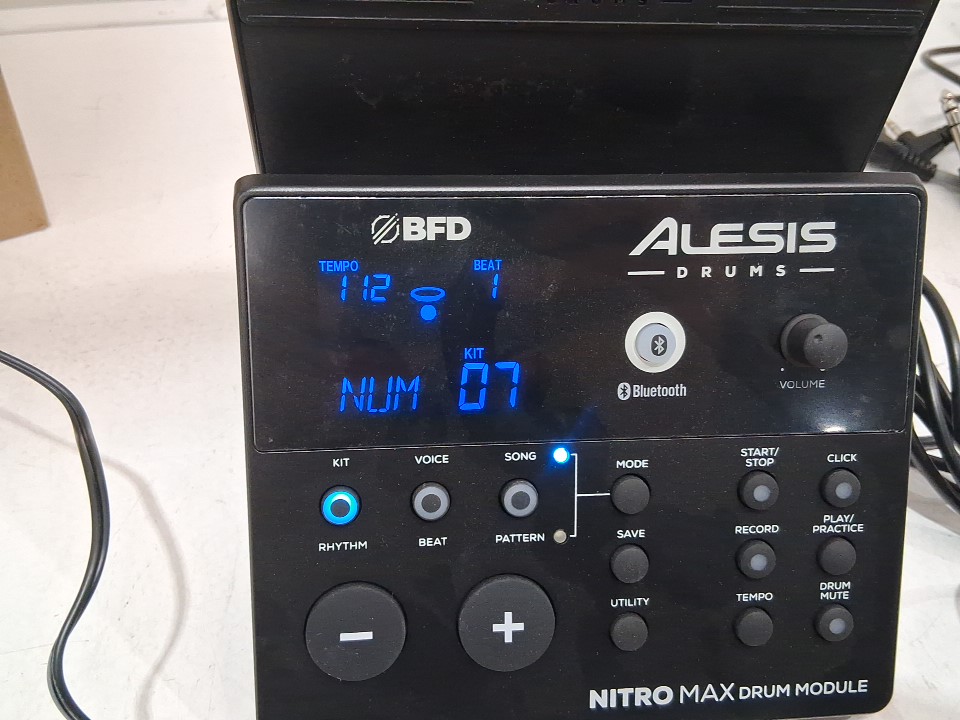 BFD
ALESIS
DRUMS
TEMPO
BEAT
112
1
KIT
NUM 07
Bluetooth
VOLUME
KIT
VOICE
SONG
MODE
START/
STOP
CLICK
RHYTHM
BEAT
PATTERN
SAVE
RECORD
PLAY/
PRACTICE
UTILITY
TEMPO
DRUM
MUTE
−
+
NITRO MAX DRUM MODULE